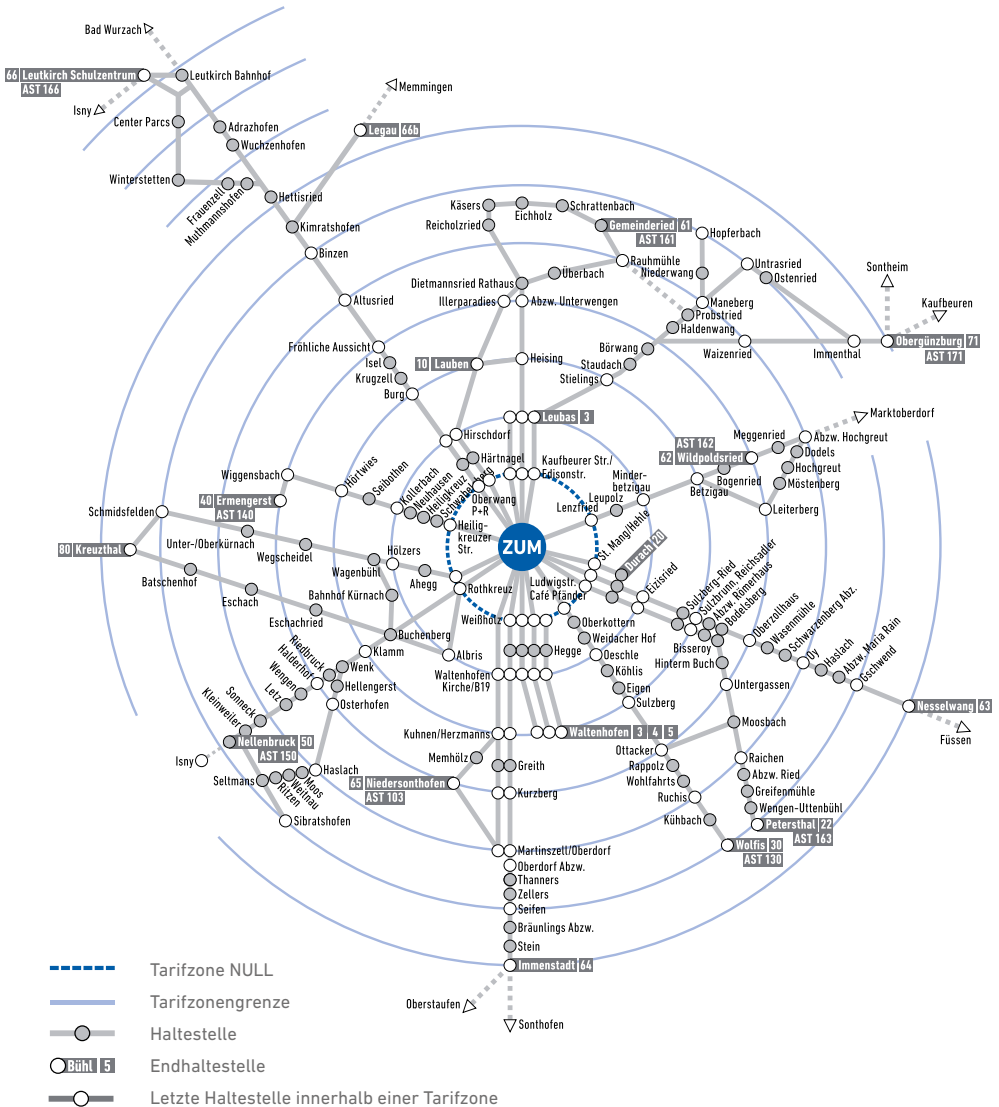 Bad Wurzach
66 Leutkirch Schulzentrum
AST 166
Leutkirch Bahnhof
Isny
Memmingen
Center Parcs
Adrazhofen
Legau 66b
Wuchzenhofen
Winterstetten
Frauenzell
Muthmannshofen
Hettisried
Kimratshofen
Binzen
Altusried
Käsers
Eichholz
Schrattenbach
Reicholzried
Gemeinderied 61
AST 161
Hopferbach
Rauhmühle
Niederwang
Untrasried
Ostenried
Sontheim
Kaufbeuren
Dietmannsried Rathaus
Überbach
Illerparadies
Abzw. Unterwengen
Maneberg
Probstried
Haldenwang
Obergünzburg 71
AST 171
Waizenried
Immenthal
Fröhliche Aussicht
Isel
Krugzell
Burg
10 Lauben
Heising
Börwang
Staudach
Stielings
Hirschdorf
Leubas 3
Marktoberdorf
Meggenried
Abzw. Hochgreut
AST 162
62 Wildpoldsried
Dodels
Hochgreut
Möstenberg
Bogenried
Betzigau
Leiterberg
Härtnagel
Kaufbeurer Str./
Edisonstr.
Minder-
betzigau
Leupolz
Lenzfried
Wiggensbach
Hörtwies
Seibothen
Kollerbach
Neuhausen
Heiligkreuz
Schwabelsberg
Oberwang
P+R
40 Ermengerst
AST 140
Heilig-
kreuzer
Str.
ZUM
St. Mang/Hehle
Durach 20
Schmidsfelden
Unter-/Oberkürnach
Wegscheidel
80 Kreuzthal
Batschenhof
Eschach
Eschachried
Hölzers
Wagenbühl
Ahegg
Bahnhof Kürnach
Rothkreuz
Buchenberg
Klamm
Albris
Ludwigstr.
Café Pfänder
Eizisried
Weißholz
Oberkottern
Weidacher Hof
Oeschle
Köhlis
Eigen
Sulzberg
Sulzberg-Ried
Sulzbrunn, Reichsadler
Abzw. Römerhaus
Bodelsberg
Bisseroy
Hinterm Buch
Untergassen
Oberzollhaus
Wasenmühle
Schwarzenberg Abz.
Oy
Haslach
Abzw. Maria Rain
Gschwend
Nesselwang 63
Füssen
Hegge
Waltenhofen
Kirche/B19
Waltenhofen 3 4 5
Riedbruck
Halderhof
Wengen
Letz
Sonneck
Kleinweiler
Nellenbruck 50
AST 150
Isny
Wenk
Hellengerst
Osterhofen
Haslach
Moos
Weitnau
Ritzen
Seltmans
Sibratshofen
Kuhnen/Herzmanns
Memhölz
Greith
65 Niedersonthofen
AST 103
Kurzberg
Ottacker
Rappolz
Wohlfahrts
Ruchis
Kühbach
Moosbach
Raichen
Abzw. Ried
Greifenmühle
Wengen-Uttenbühl
Petersthal 22
AST 163
Wolfis 30
AST 130
Martinszell/Oberdorf
Oberdorf Abzw.
Thanners
Zellers
Seifen
Bräunlings Abzw.
Stein
Immenstadt 64
Oberstaufen
Sonthofen
Tarifzone NULL
Tarifzonengrenze
Haltestelle
Bühl 5 Endhaltestelle
Letzte Haltestelle innerhalb einer Tarifzone